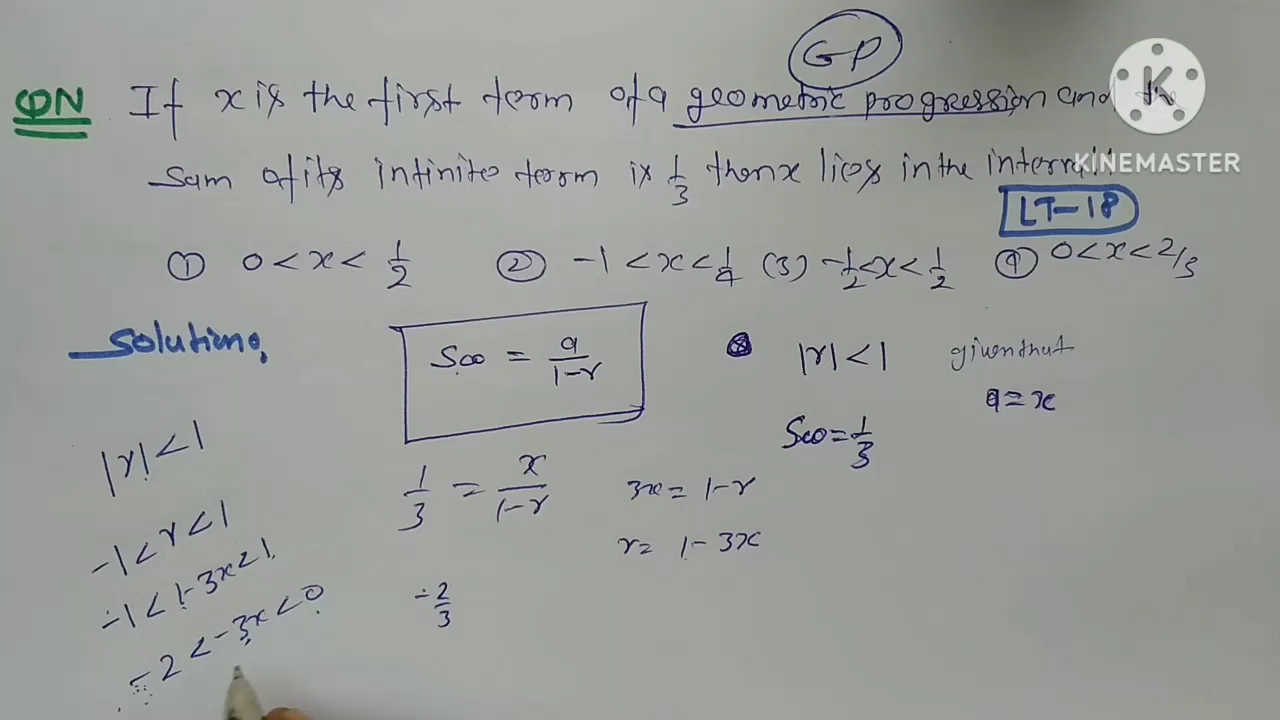 GP
QN If x is the first term of a geometric progression and the
Sum of its infinite term is 1/3 then x lies in the interval
KINEMASTER
LT-18
① 0 < x < 1/2 ② -1 < x < 1/4 (3) -1/2 < x < 1/2 ④ 0 < x < 2/3
Solution,
S∞ = a/(1-r)
|r| < 1 given that
a = x
S∞ = 1/3
|r| < 1
1/3 = x/(1-r) 3x = 1-r
r = 1-3x
-1 < r < 1
-1 < 1-3x < 1
-2 < -3x < 0
-2/3